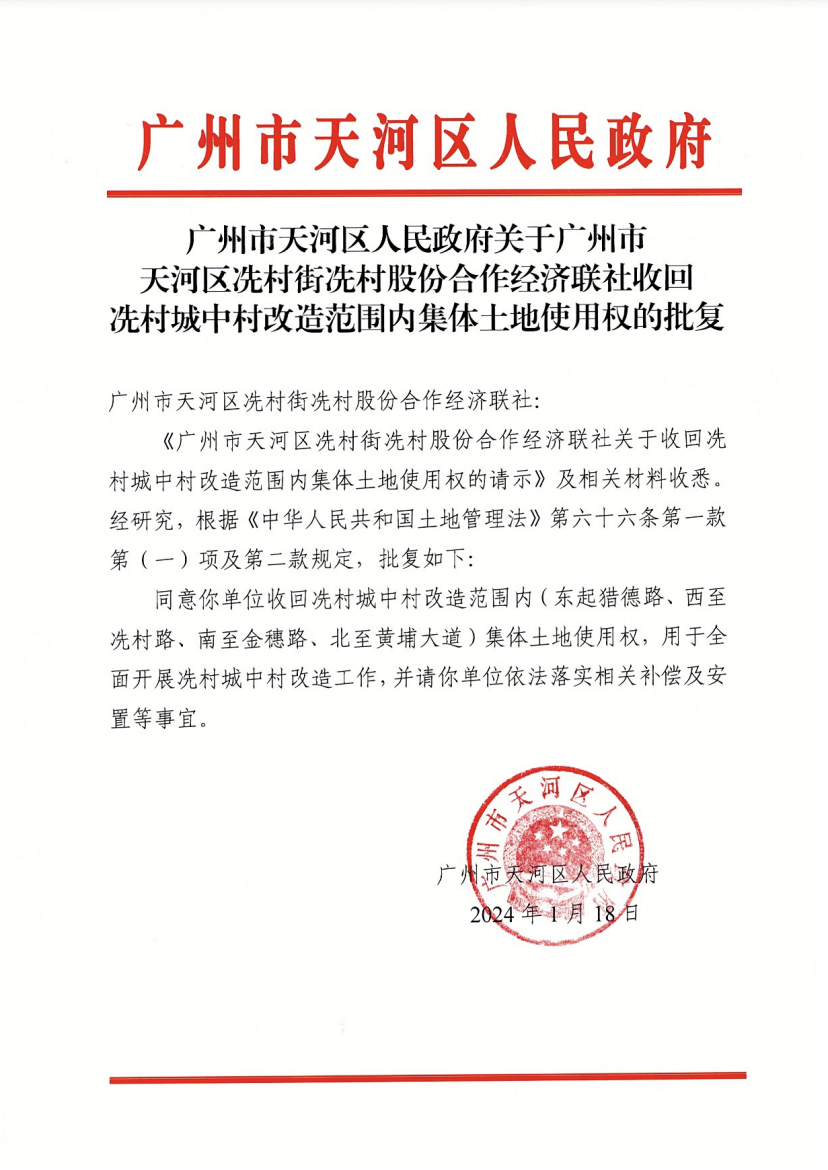 广州市天河区人民政府
广州市天河区人民政府关于广州市
天河区冼村街冼村股份合作经济联社收回
冼村城中村改造范围内集体土地使用权的批复
广州市天河区冼村街冼村股份合作经济联社：
《广州市天河区冼村街冼村股份合作经济联社关于收回冼
村城中村改造范围内集体土地使用权的请示》及相关材料收悉。
经研究，根据《中华人民共和国土地管理法》第六十六条第一款
第（一）项及第二款规定，批复如下：
同意你单位收回冼村城中村改造范围内（东起猎德路、西至
冼村路、南至金穗路、北至黄埔大道）集体土地使用权，用于全
面开展冼村城中村改造工作，并请你单位依法落实相关补偿及安
置等事宜。
广州市天河区人民政府
广州市天河区人民政府
2024年1月18日